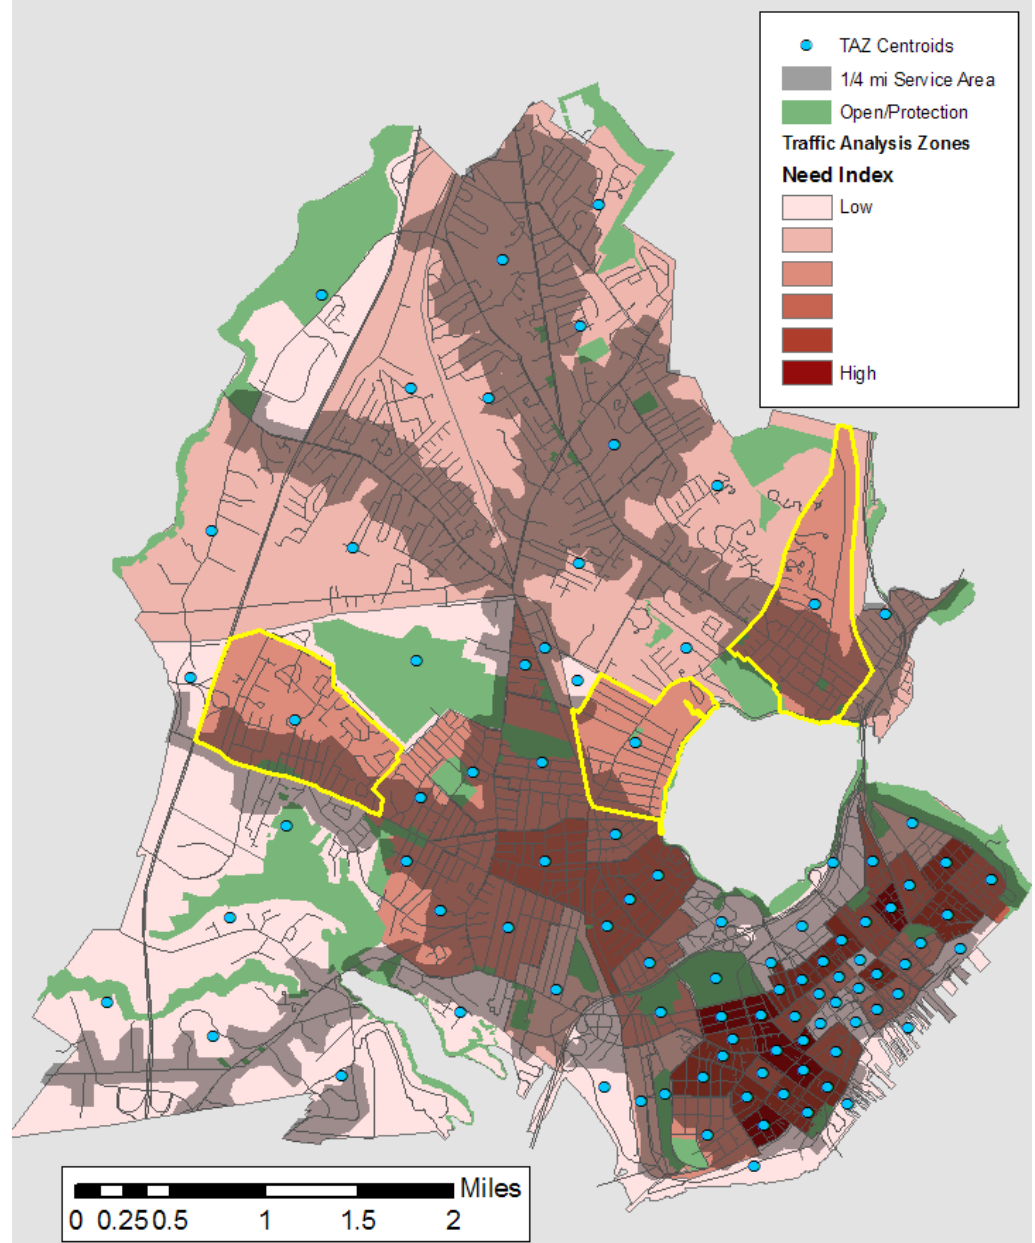 TAZ Centroids
1/4 mi Service Area
Open/Protection
Traffic Analysis Zones
Need Index
Low
High
Miles
0 0.25 0.5 1 1.5 2